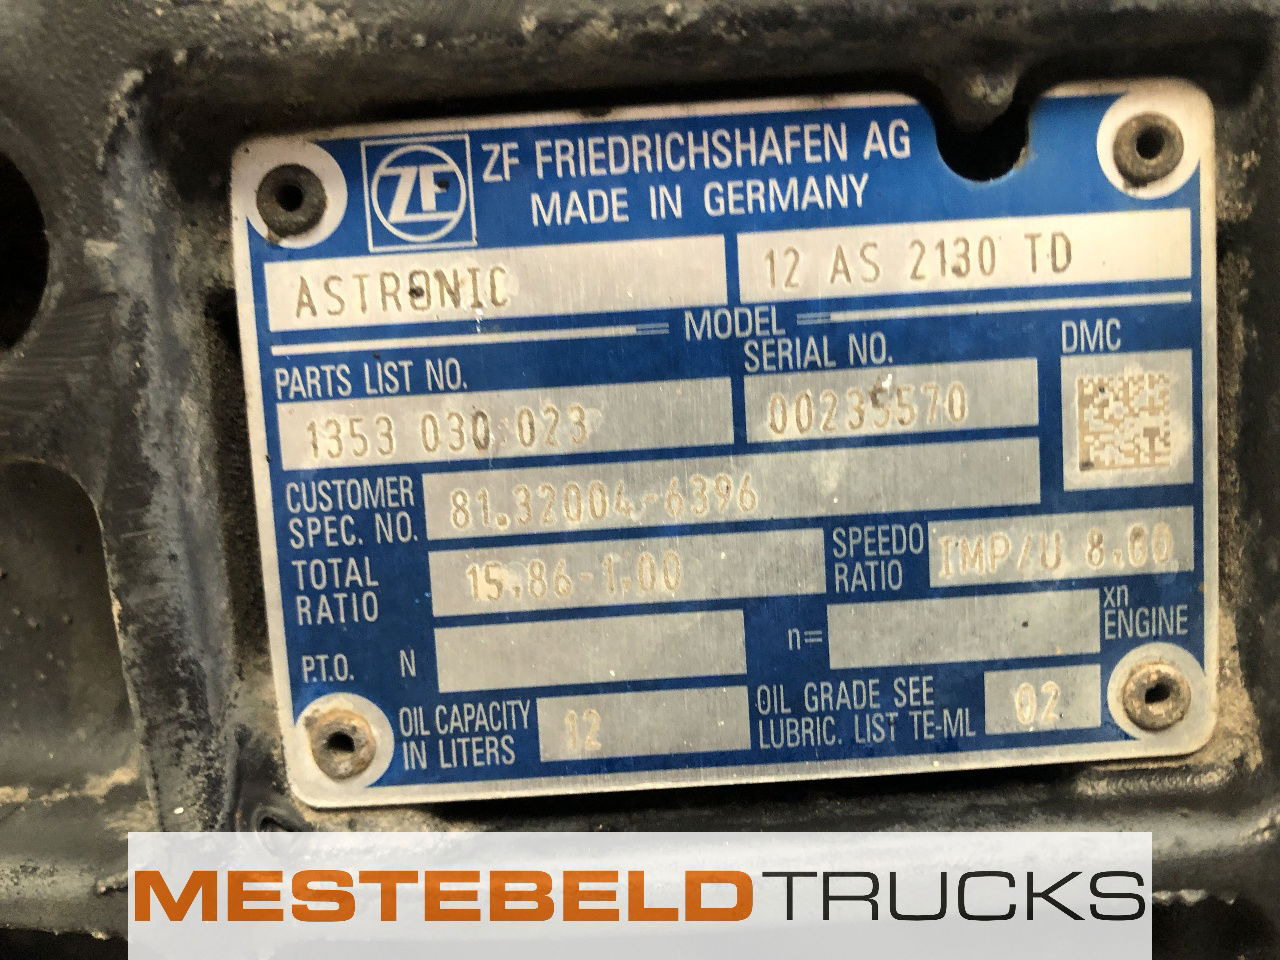 ZF
ZF FRIEDRICHSHAFEN AG
MADE IN GERMANY
ASTRONIC 12 AS 2130 TD
MODEL
PARTS LIST NO. SERIAL NO. DMC
1353 030 023 00235570
CUSTOMER SPEC. NO. 81.32004-6396
TOTAL RATIO 15.86-1.00 SPEEDO RATIO IMP/U 8.00
P.T.O. N n= xn ENGINE
OIL CAPACITY IN LITERS 12 OIL GRADE SEE LUBRIC. LIST TE-ML 02
MESTEBELDTRUCKS